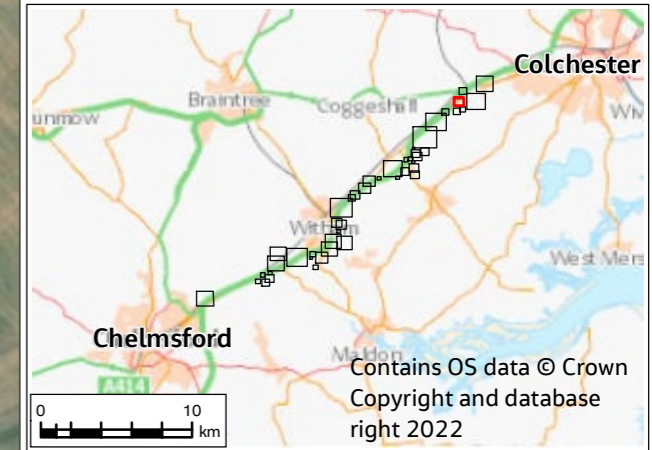 Colchester
Braintree
Coggeshall
unmow
Wiv
Witham
West Mers
Chelmsford
Maldon
Contains OS data © Crown
Copyright and database
right 2022
A414
0 10
km